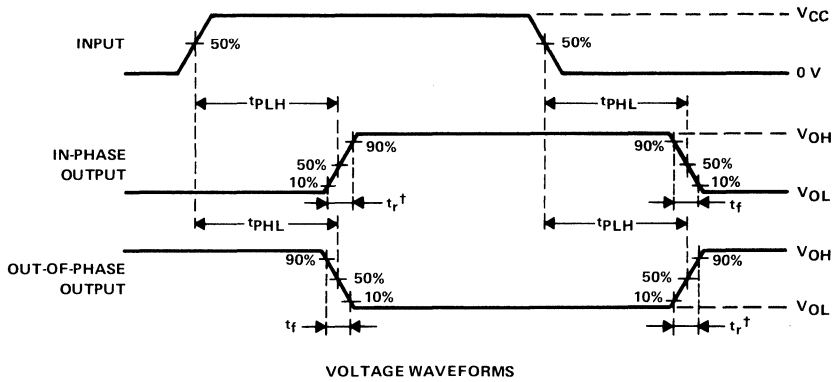 VCC
INPUT
50%
50%
0 V
tPLH
tPHL
VOH
IN-PHASE
OUTPUT
90%
90%
50%
50%
10%
10%
VOL
tr†
tf
tPHL
tPLH
VOH
OUT-OF-PHASE
OUTPUT
90%
90%
50%
50%
10%
10%
VOL
tf
tr†
VOLTAGE WAVEFORMS